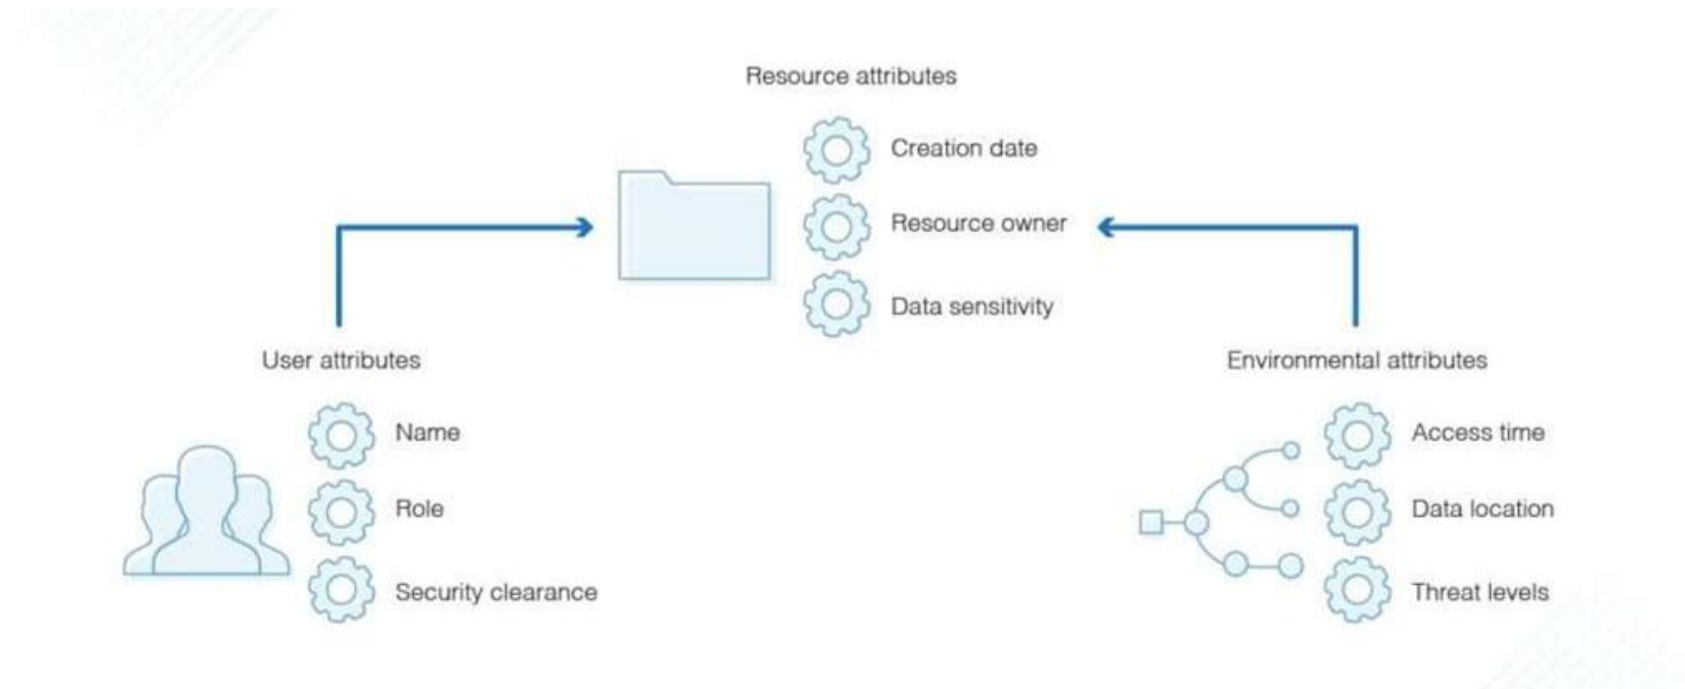 Resource attributes
Creation date
Resource owner
Data sensitivity
User attributes
Name
Role
Security clearance
Environmental attributes
Access time
Data location
Threat levels